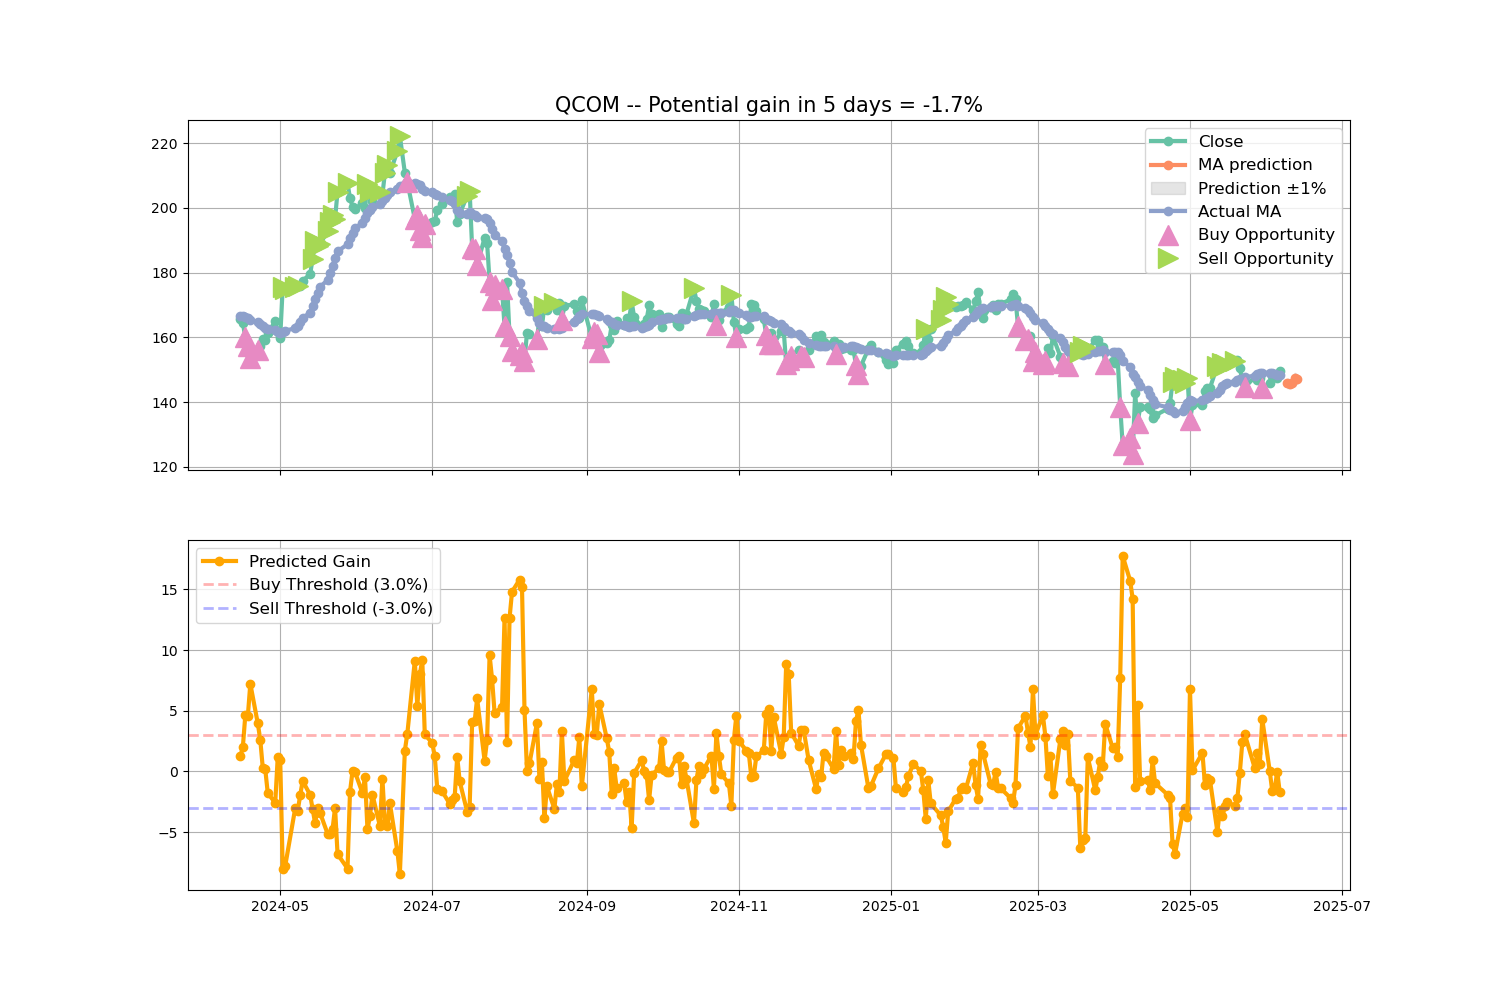 QCOM -- Potential gain in 5 days = -1.7%
220
200
180
160
140
120
Close
MA prediction
Prediction ±1%
Actual MA
Buy Opportunity
Sell Opportunity
15
10
5
0
−5
Predicted Gain
Buy Threshold (3.0%)
Sell Threshold (-3.0%)
2024-05 2024-07 2024-09 2024-11 2025-01 2025-03 2025-05 2025-07